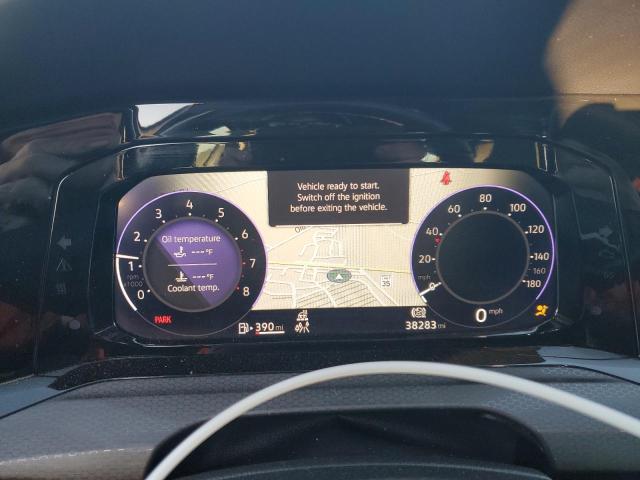 Vehicle ready to start.
Switch off the ignition
before exiting the vehicle.
Oil temperature
--- °F
--- °F
Coolant temp.
0 1 2 3 4 5 6 7 8
rpm
x1000
PARK
390 mi
35
0 20 40 60 80 100 120 140 160 180
mph
0 mph
38283 mi